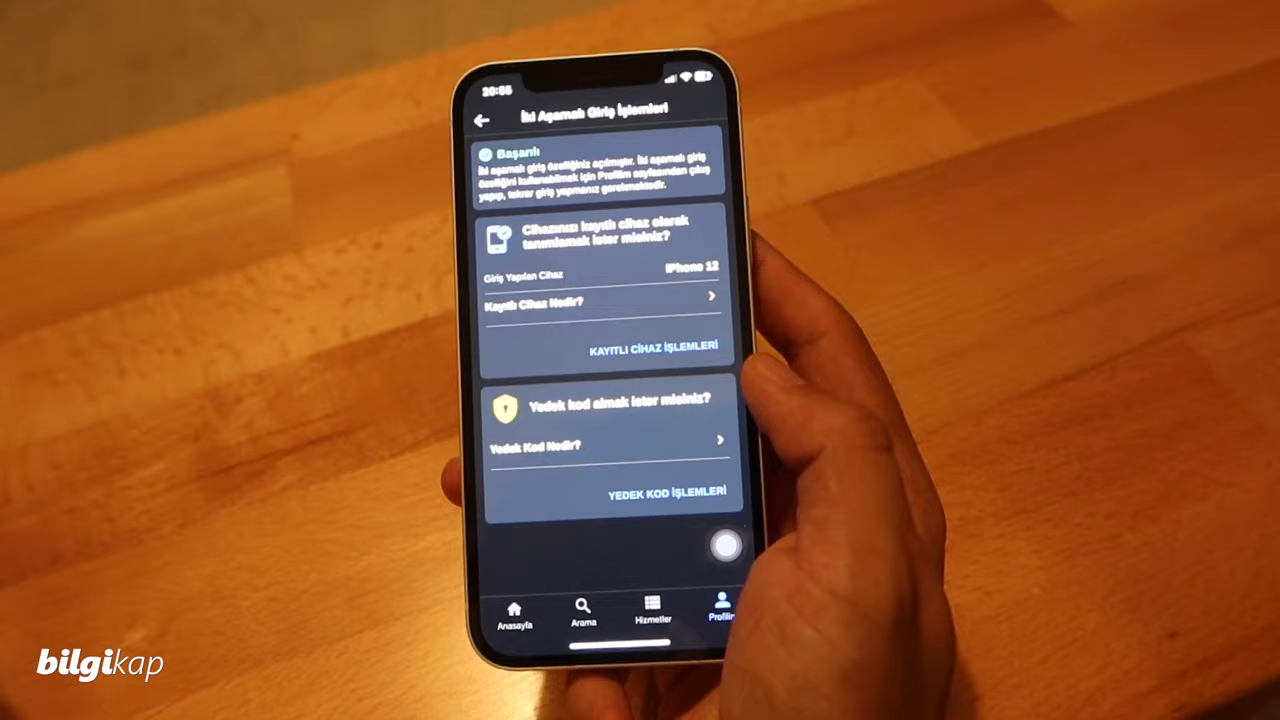 20:55
İki Aşamalı Giriş İşlemleri
Başarılı
İki aşamalı giriş özelliğiniz açılmıştır. İki aşamalı giriş
özelliğini kullanabilmek için Profilim sayfasından çıkış
yapıp, tekrar giriş yapmanız gerekmektedir.
Cihazınızı kayıtlı cihaz olarak
tanımlamak ister misiniz?
Giriş Yapılan Cihaz iPhone 12
Kayıtlı Cihaz Nedir?
KAYITLI CİHAZ İŞLEMLERİ
Yedek kod almak ister misiniz?
Yedek Kod Nedir?
YEDEK KOD İŞLEMLERİ
Anasayfa Arama Hizmetler Profilim
bilgikap